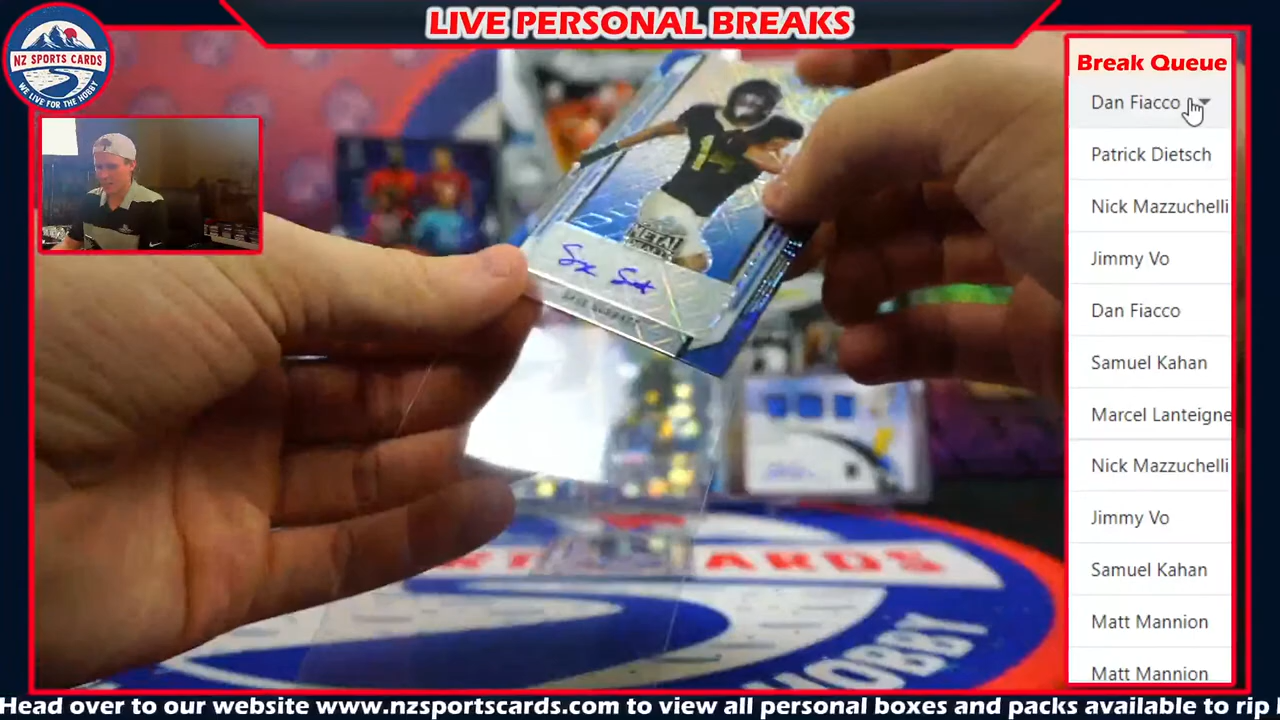 LIVE PERSONAL BREAKS
NZ SPORTS CARDS
WE LIVE FOR THE HOBBY
Break Queue
Dan Fiacco
Patrick Dietsch
Nick Mazzuchelli
Jimmy Vo
Dan Fiacco
Samuel Kahan
Marcel Lanteigne
Nick Mazzuchelli
Jimmy Vo
Samuel Kahan
Matt Mannion
Matt Mannion
HOBBY
Head over to our website www.nzsportscards.com to view all personal boxes and packs available to rip